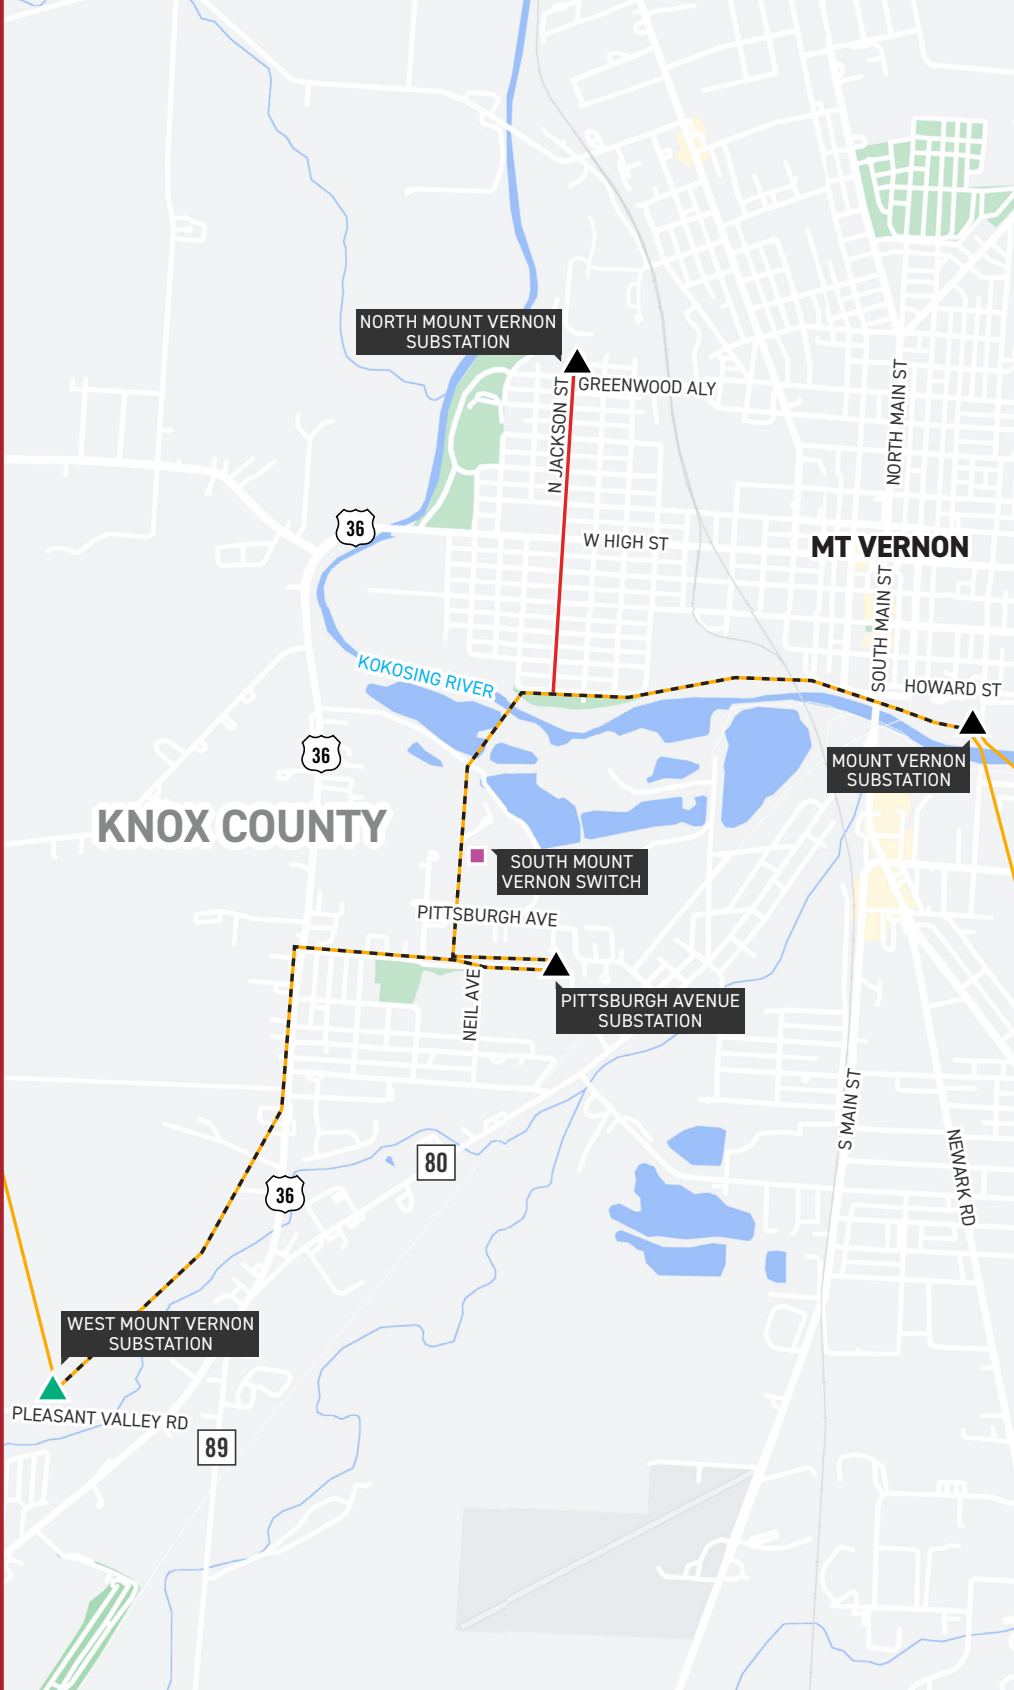 NORTH MOUNT VERNON
SUBSTATION
GREENWOOD ALY
N JACKSON ST
NORTH MAIN ST
36
W HIGH ST
MT VERNON
SOUTH MAIN ST
KOKOSING RIVER
HOWARD ST
36
MOUNT VERNON
SUBSTATION
KNOX COUNTY
SOUTH MOUNT
VERNON SWITCH
PITTSBURGH AVE
NEIL AVE
PITTSBURGH AVENUE
SUBSTATION
S MAIN ST
80
NEWARK RD
36
WEST MOUNT VERNON
SUBSTATION
PLEASANT VALLEY RD
89